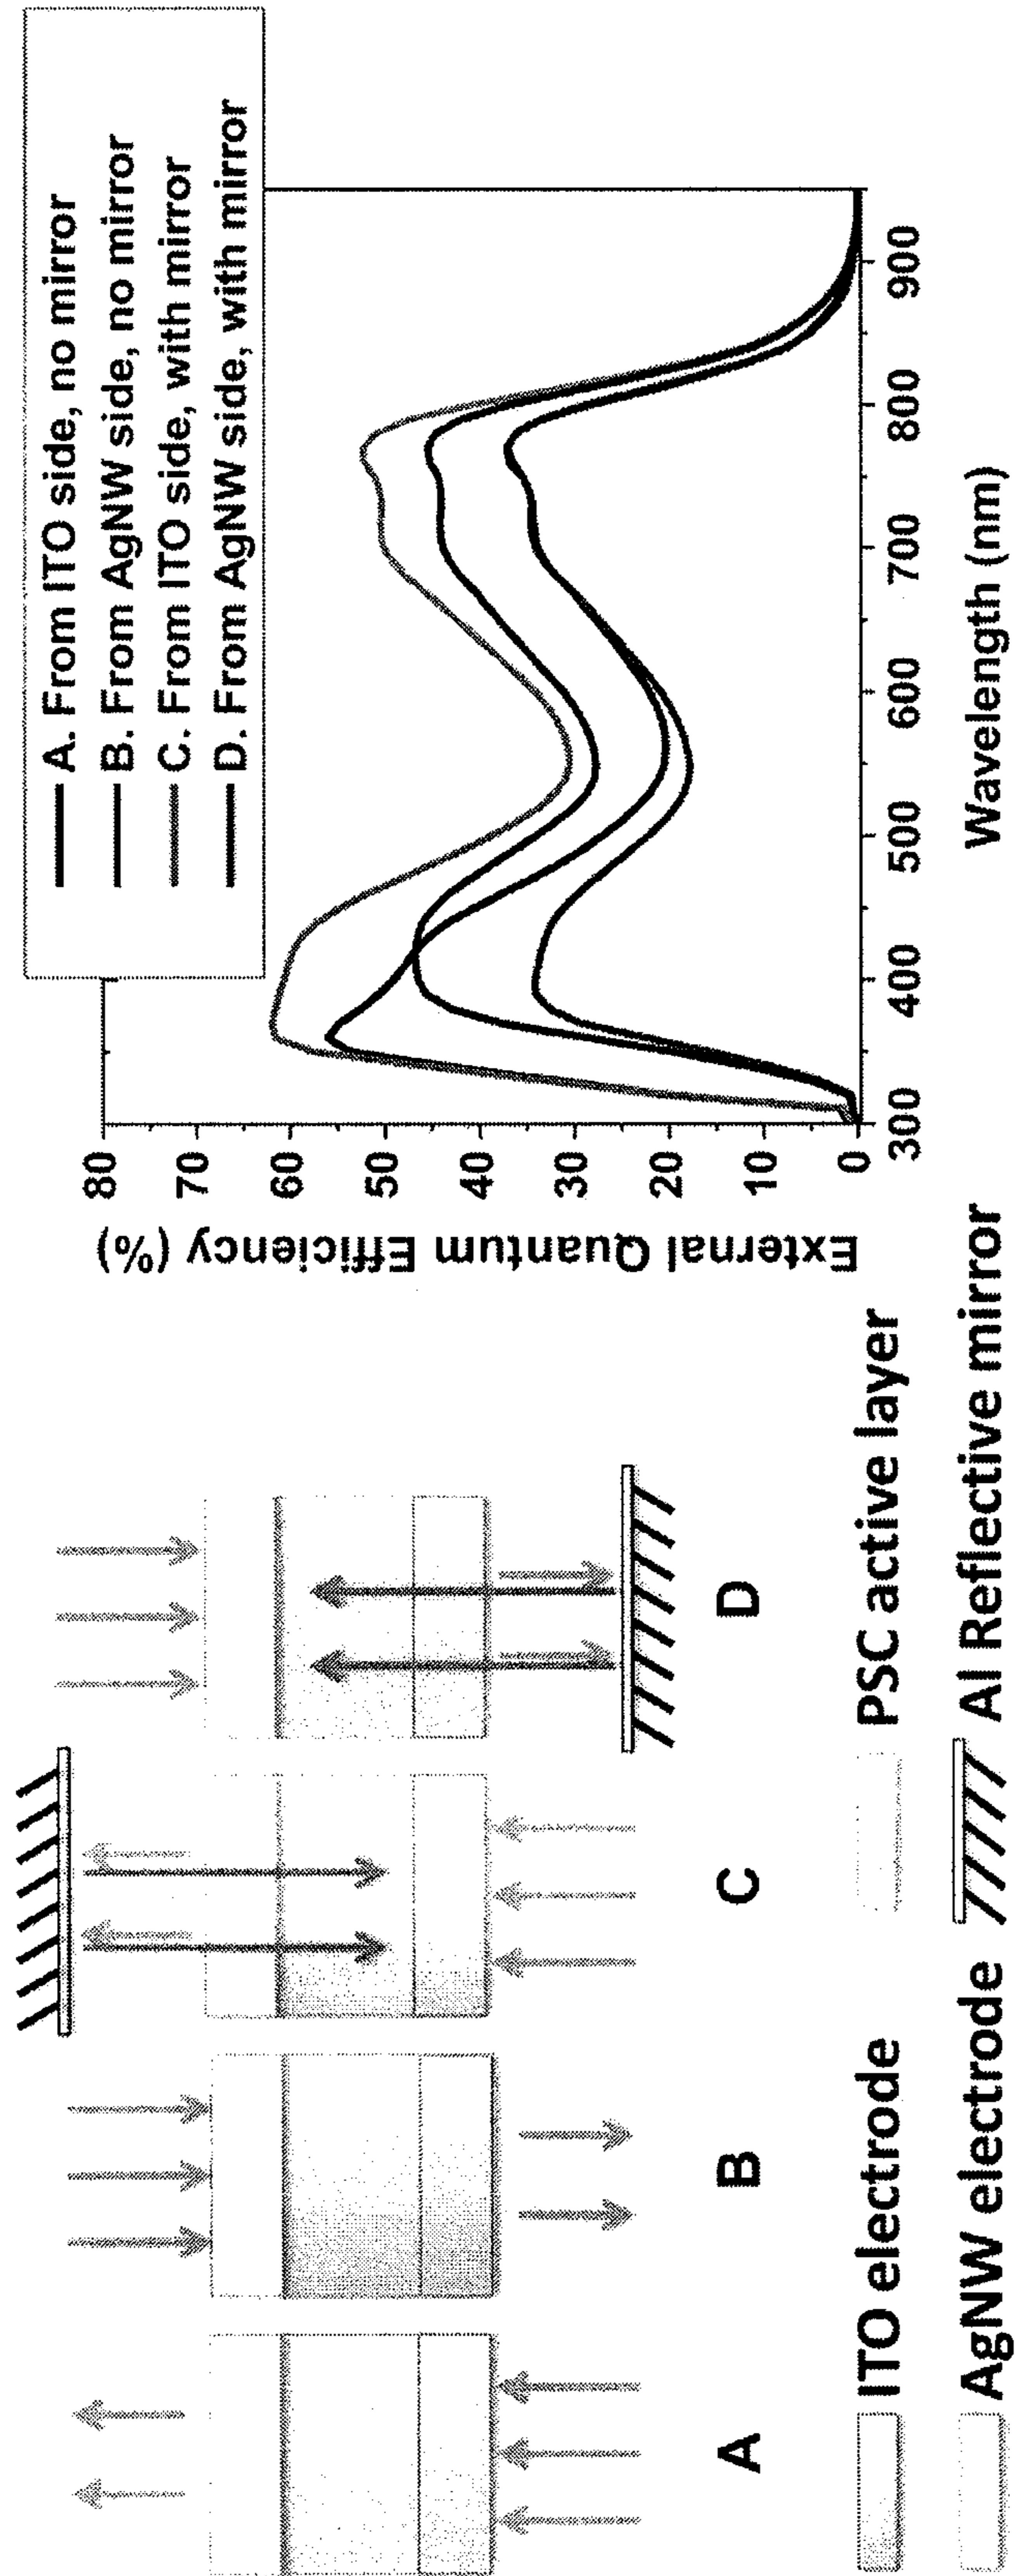 A
B
C
D
ITO electrode
PSC active layer
AgNW electrode
Al Reflective mirror
A. From ITO side, no mirror
B. From AgNW side, no mirror
C. From ITO side, with mirror
D. From AgNW side, with mirror
External Quantum Efficiency (%)
80
70
60
50
40
30
20
10
0
300
400
500
600
700
800
900
Wavelength (nm)